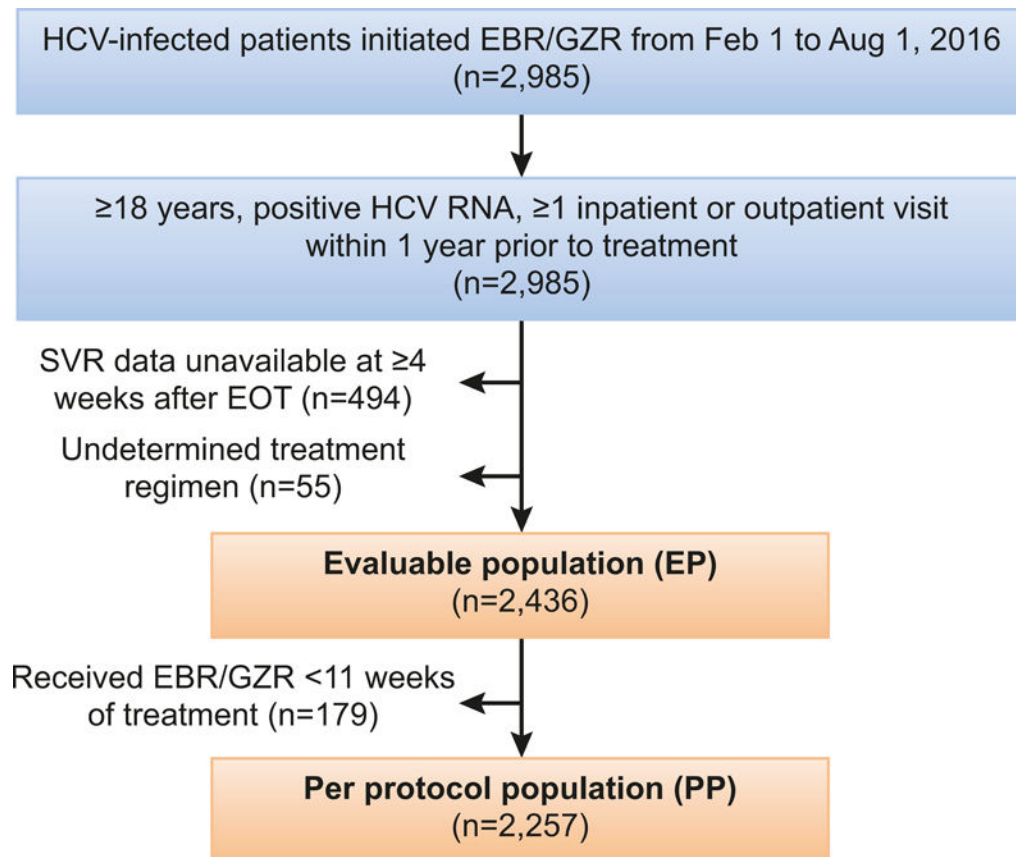 HCV-infected patients initiated EBR/GZR from Feb 1 to Aug 1, 2016
(n=2,985)
≥18 years, positive HCV RNA, ≥1 inpatient or outpatient visit
within 1 year prior to treatment
(n=2,985)
SVR data unavailable at ≥4
weeks after EOT (n=494)
Undetermined treatment
regimen (n=55)
Evaluable population (EP)
(n=2,436)
Received EBR/GZR <11 weeks
of treatment (n=179)
Per protocol population (PP)
(n=2,257)